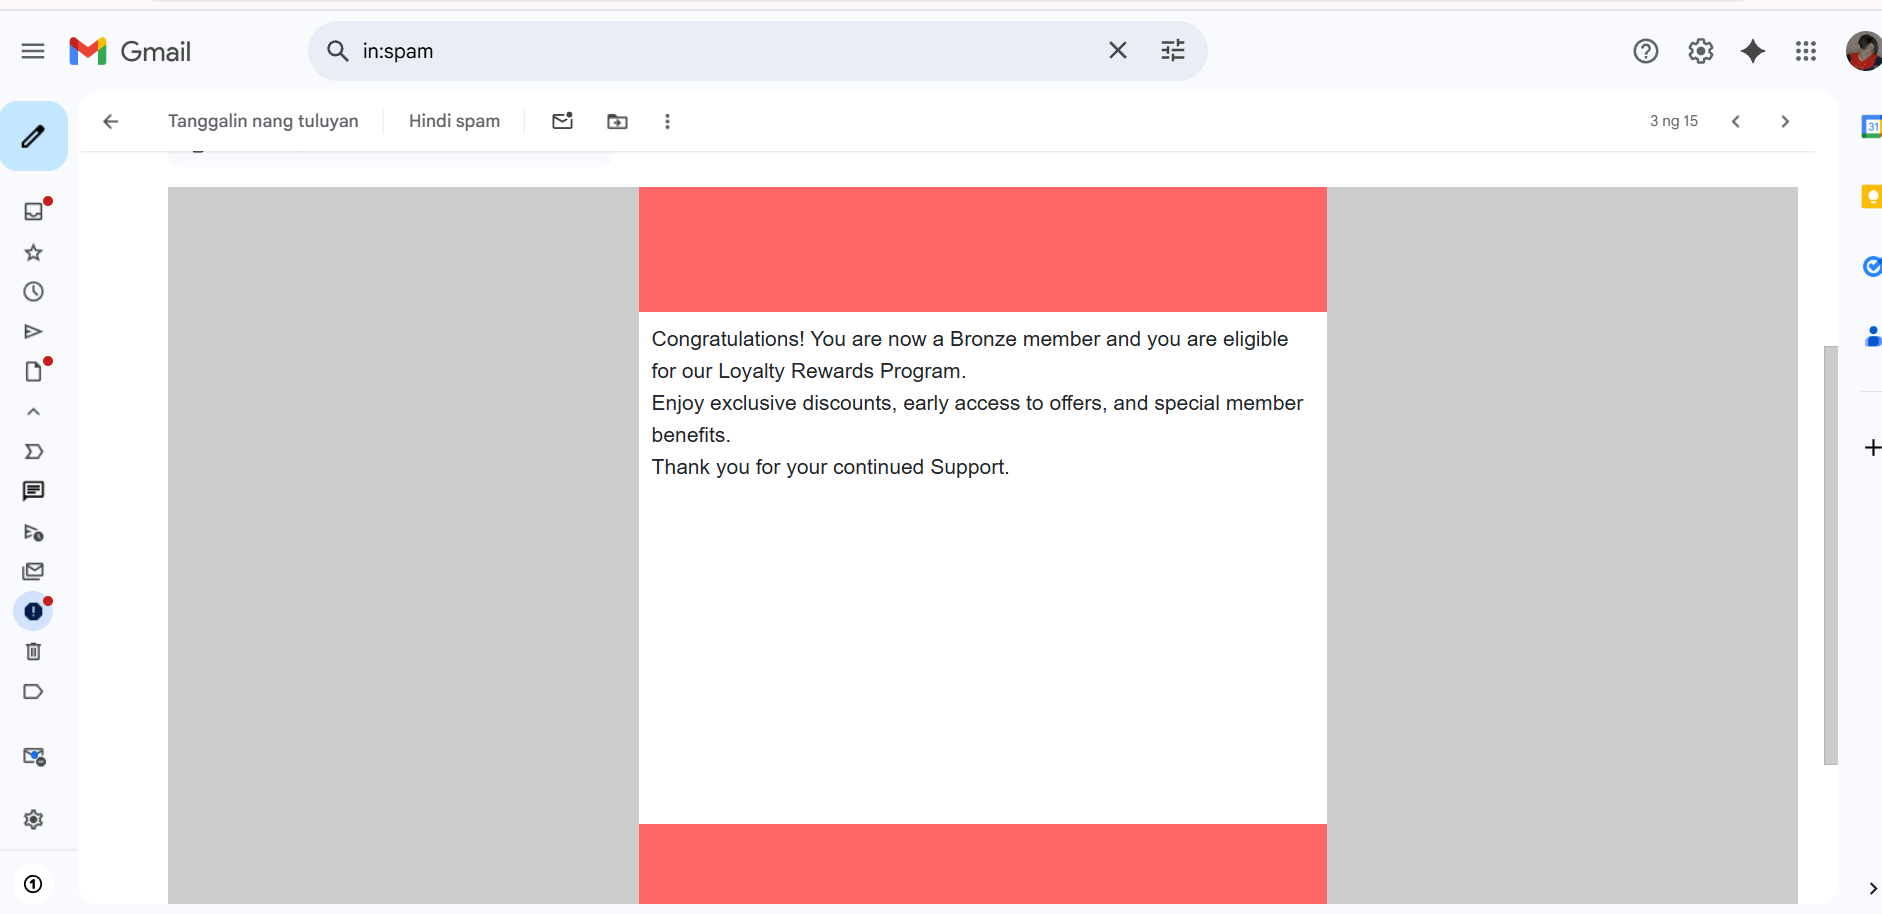 Gmail
in:spam
Tanggalin nang tuluyan
Hindi spam
3 ng 15
31
Congratulations! You are now a Bronze member and you are eligible
for our Loyalty Rewards Program.
Enjoy exclusive discounts, early access to offers, and special member
benefits.
Thank you for your continued Support.
1